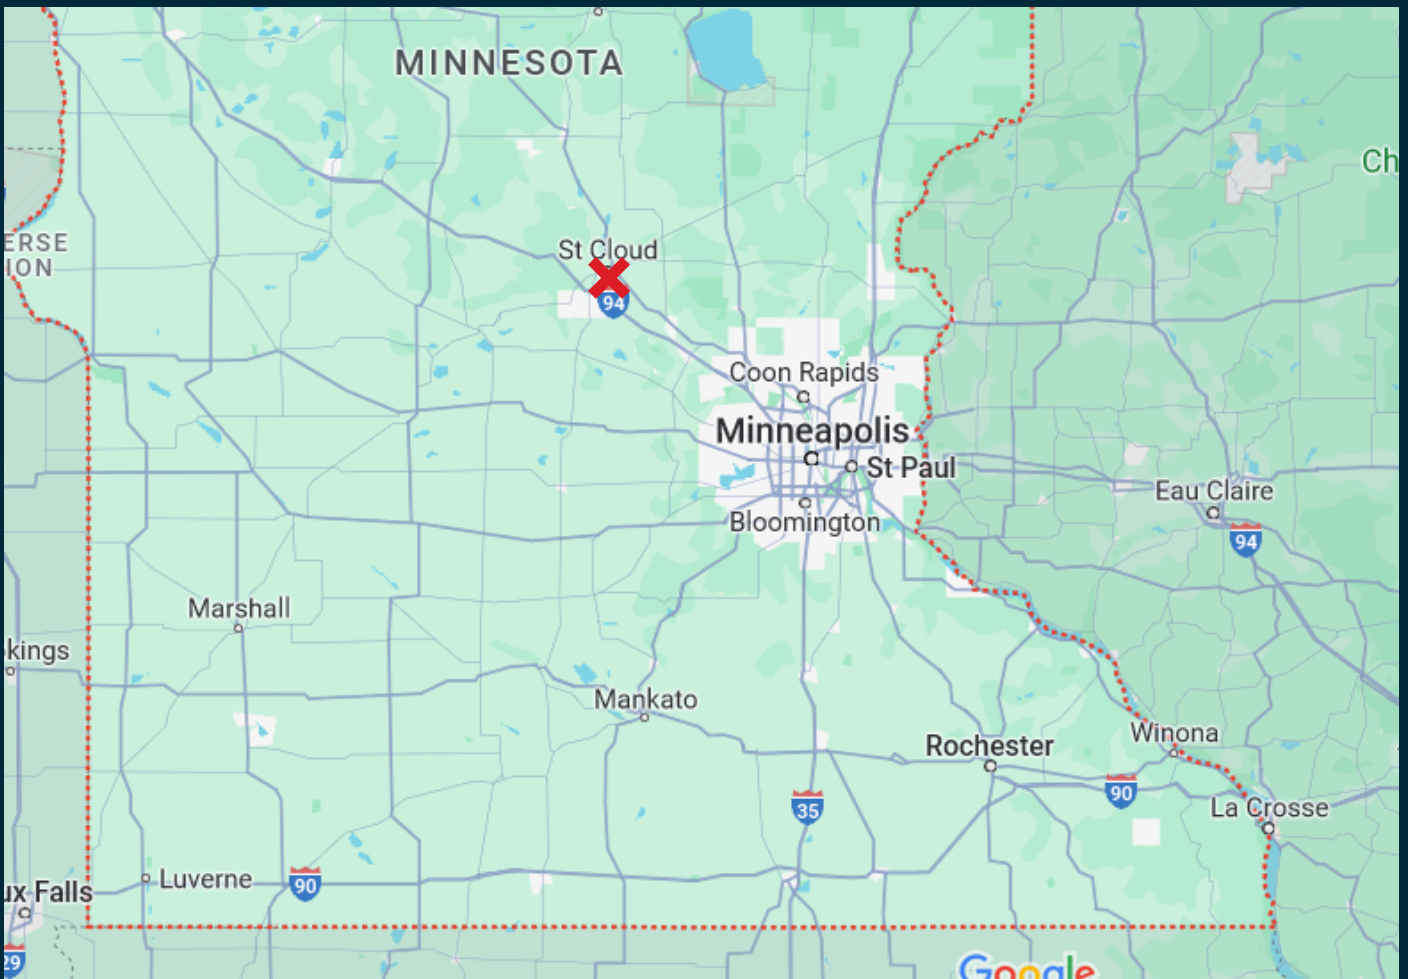 MINNESOTA
Ch
ERSE
ION
St Cloud
94
Coon Rapids
Minneapolis
St Paul
Eau Claire
94
Bloomington
Marshall
kings
Mankato
Rochester
Winona
90
35
La Crosse
Luverne
90
ux Falls
29
Google